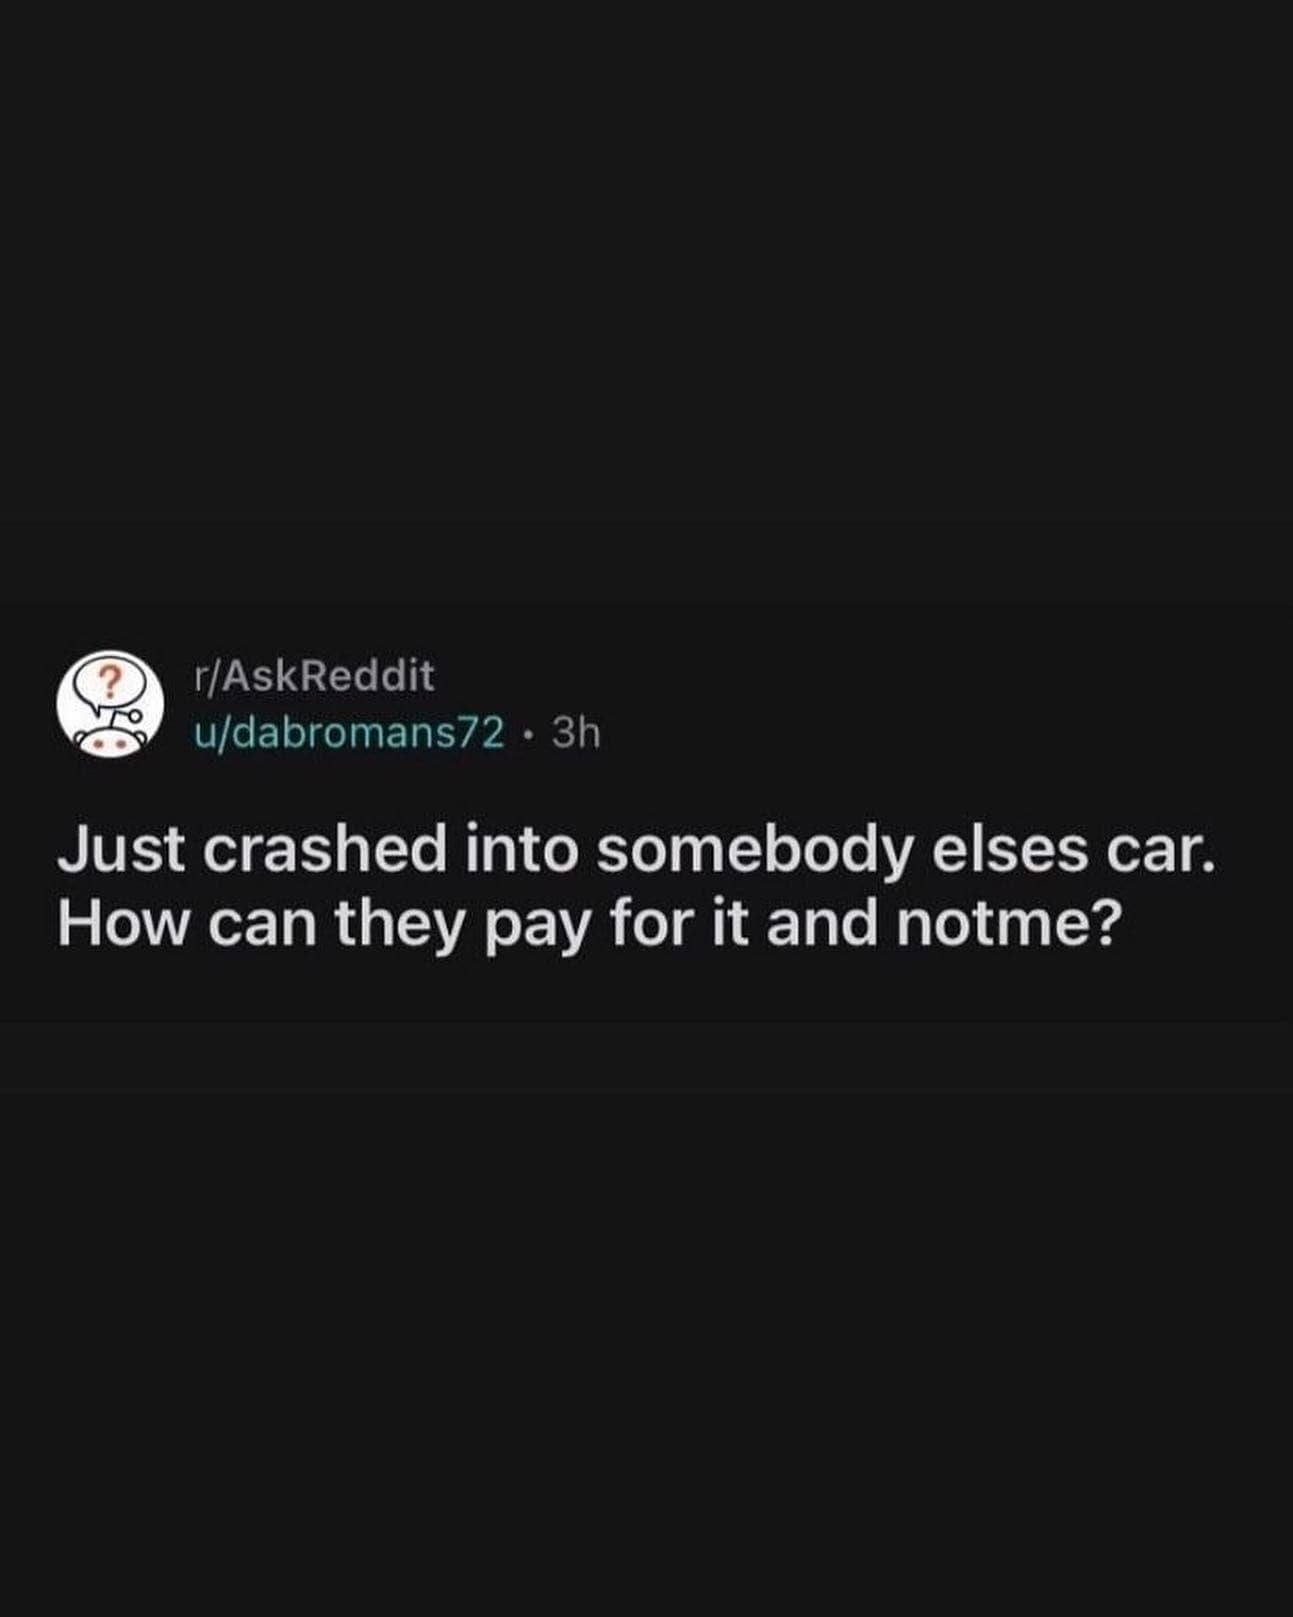 ?
r/AskReddit
u/dabromans72 • 3h
Just crashed into somebody elses car.
How can they pay for it and notme?